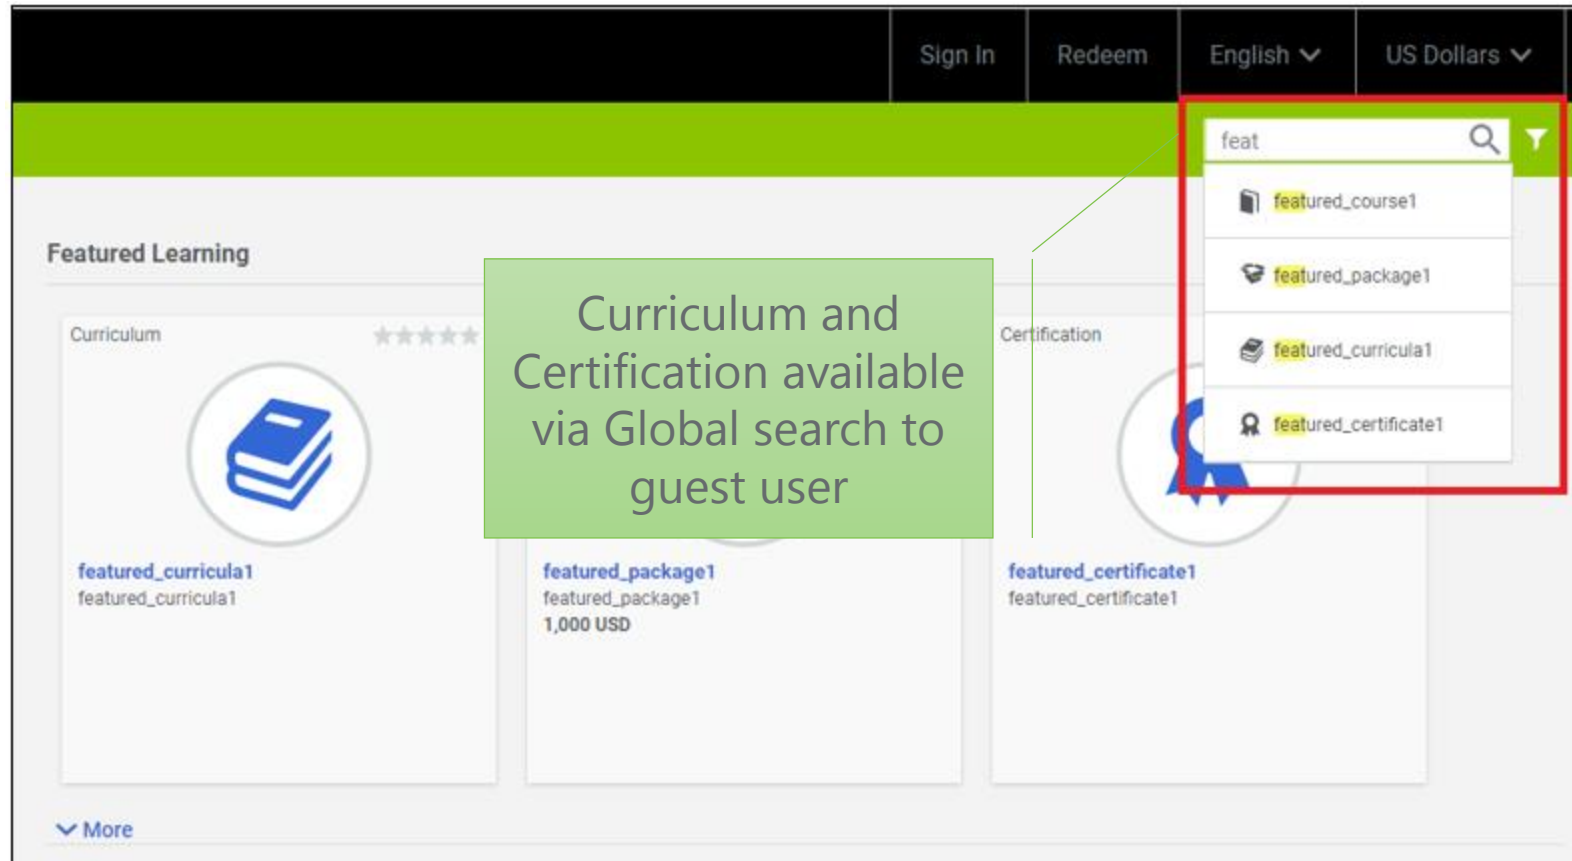 Sign In
Redeem
English
US Dollars
feat
featured_course1
featured_package1
featured_curricula1
featured_certificate1
Featured Learning
Curriculum
Curriculum and
Certification available
via Global search to
guest user
Certification
featured_curricula1
featured_curricula1
featured_package1
featured_package1
1,000 USD
featured_certificate1
featured_certificate1
More